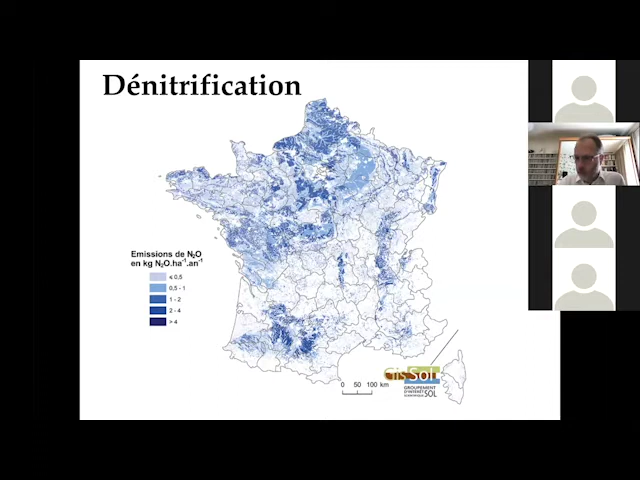 Dénitrification
Emissions de N₂O
en kg N₂O.ha⁻¹.an⁻¹
≤ 0,5
0,5 - 1
1 - 2
2 - 4
> 4
0 50 100 km
Gis Sol
GROUPEMENT
D'INTÉRÊT
SCIENTIFIQUE SOL